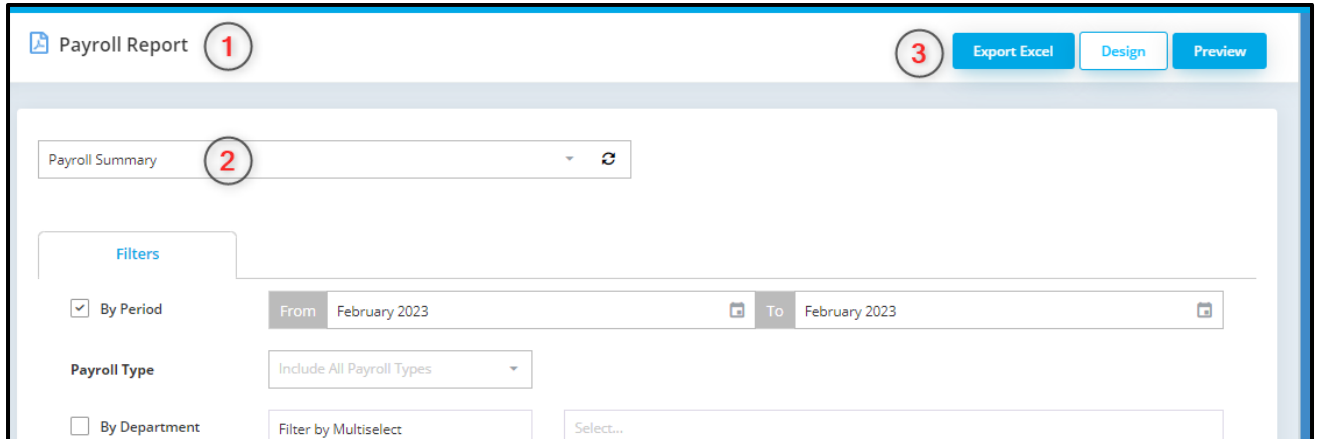 Payroll Report 1
3 Export Excel Design Preview
Payroll Summary 2
Filters
By Period From February 2023 To February 2023
Payroll Type Include All Payroll Types
By Department Filter by Multiselect Select...